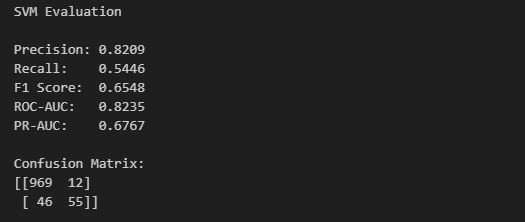 SVM Evaluation
Precision: 0.8209
Recall: 0.5446
F1 Score: 0.6548
ROC-AUC: 0.8235
PR-AUC: 0.6767
Confusion Matrix:
[[969 12]
[ 46 55]]